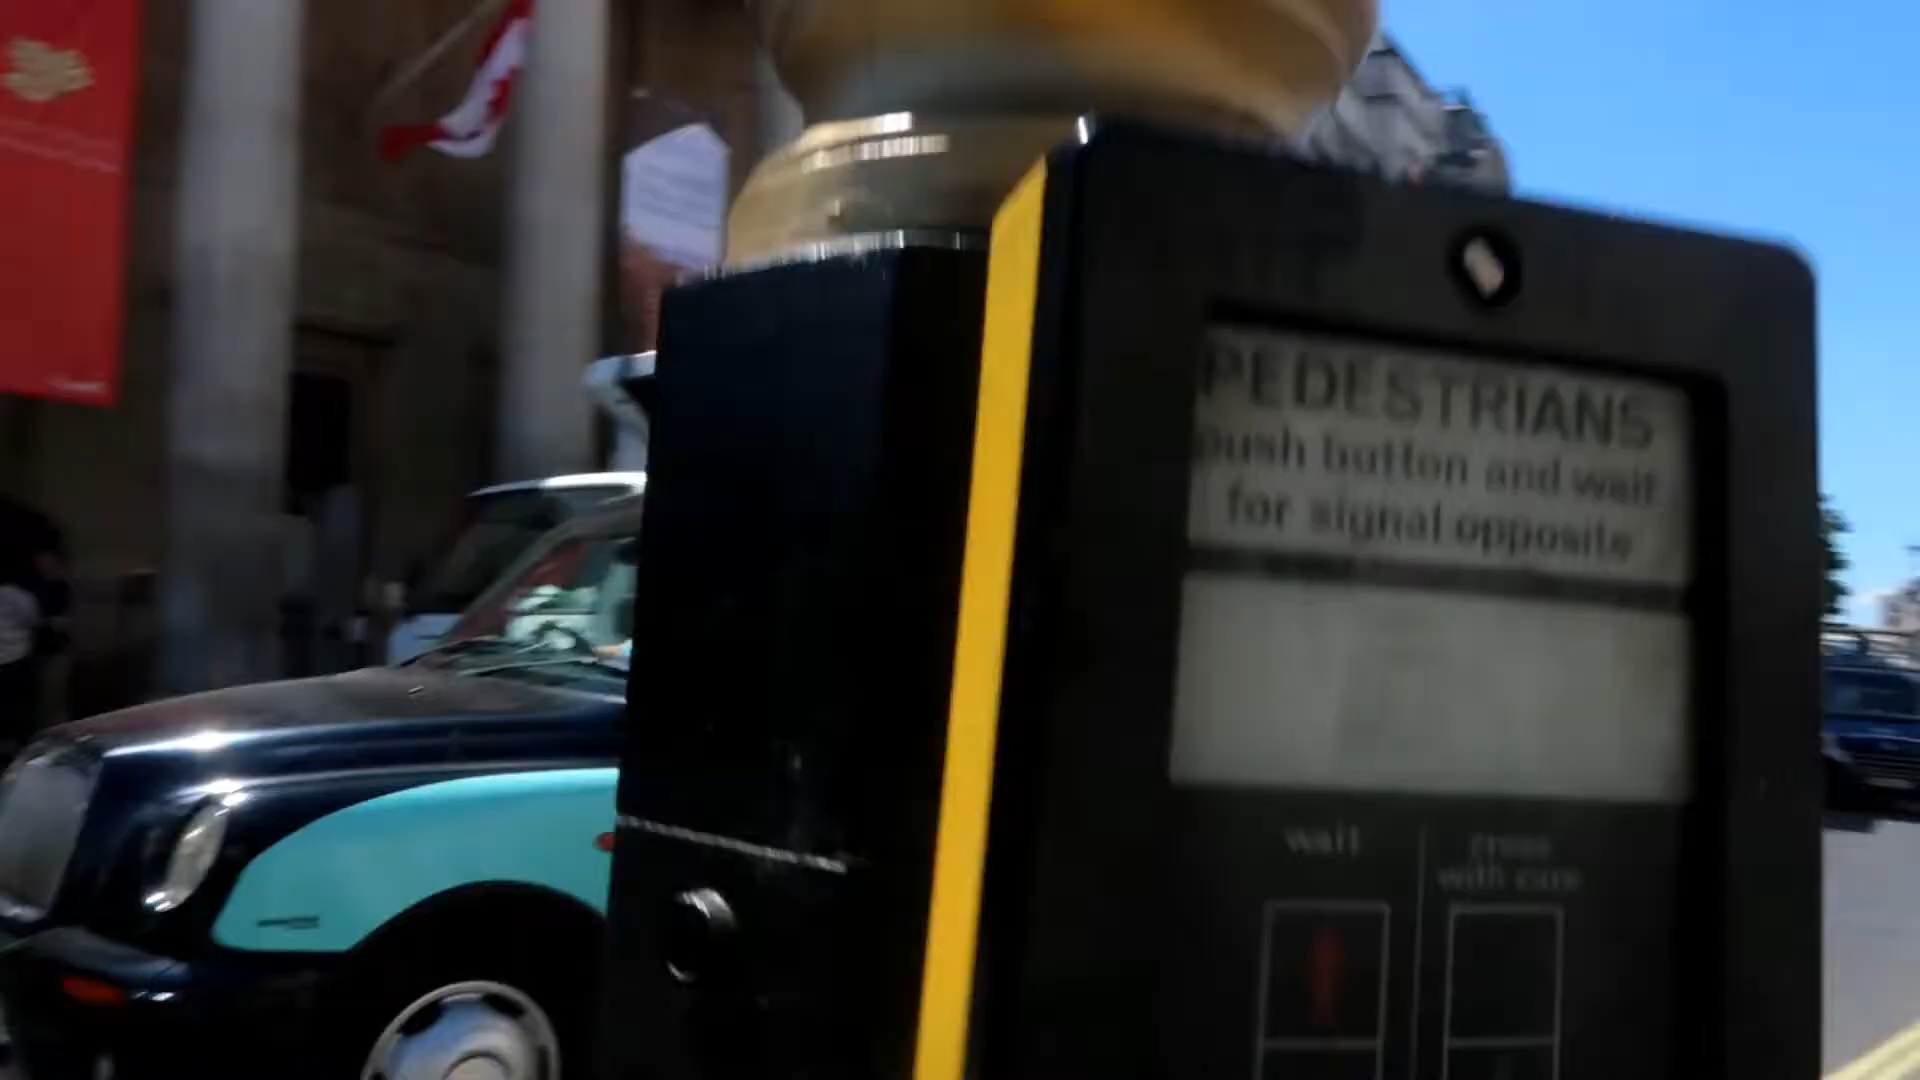 PEDESTRIANS
push button and wait
for signal opposite
wait
cross
with care